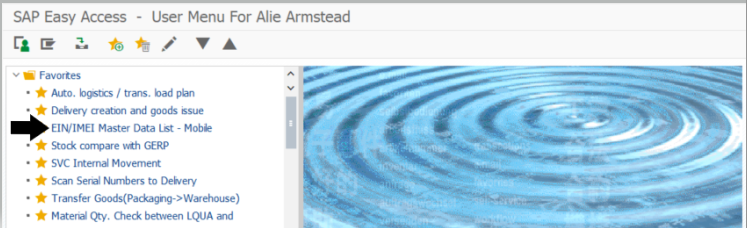 SAP Easy Access - User Menu For Alie Armstead
Favorites
Auto. logistics / trans. load plan
Delivery creation and goods issue
EIN/IMEI Master Data List - Mobile
Stock compare with GERP
SVC Internal Movement
Scan Serial Numbers to Delivery
Transfer Goods(Packaging->Warehouse)
Material Qty. Check between LQUA and